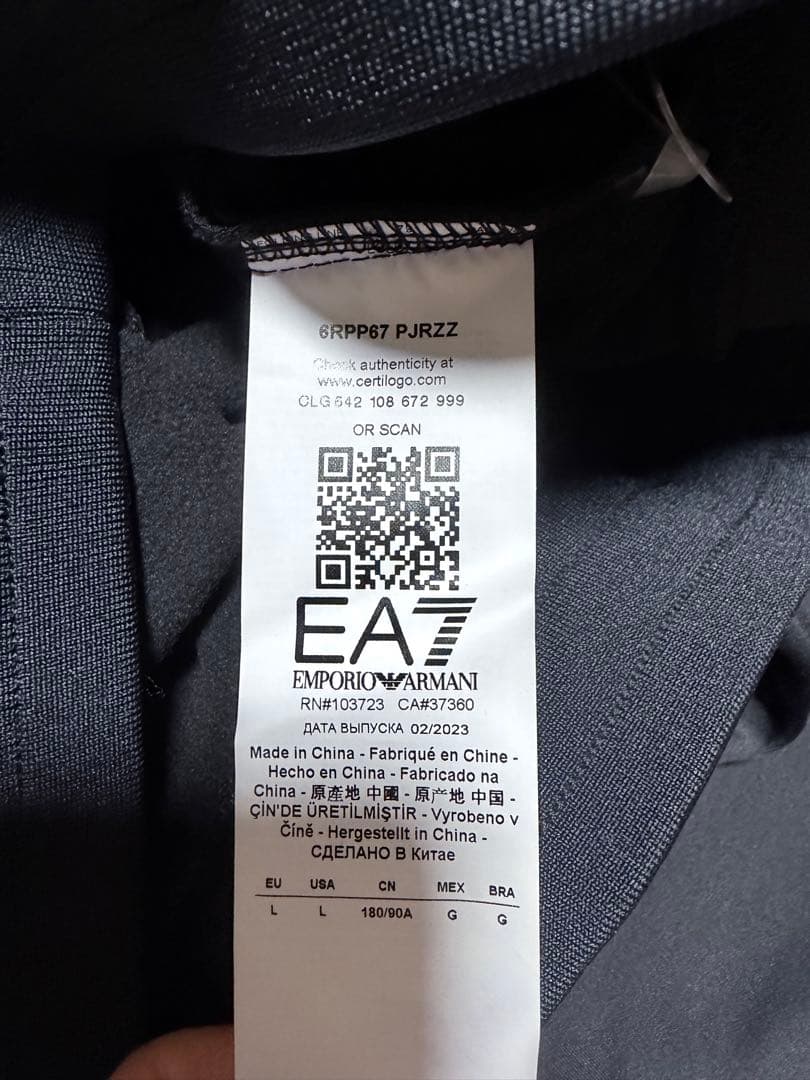 6RPP67 PJRZZ
Check authenticity at
www.certilogo.com
CLG 642 108 672 999
OR SCAN
EA7
EMPORIO ARMANI
RN#103723 CA#37360
ДАТА ВЫПУСКА 02/2023
Made in China - Fabriqué en Chine -
Hecho en China - Fabricado na
China - 原產地 中國 - 原产地 中国 -
ÇİN'DE ÜRETİLMİŞTİR - Vyrobeno v
Číně - Hergestellt in China -
СДЕЛАНО В Китае
EU USA CN MEX BRA
L L 180/90A G G